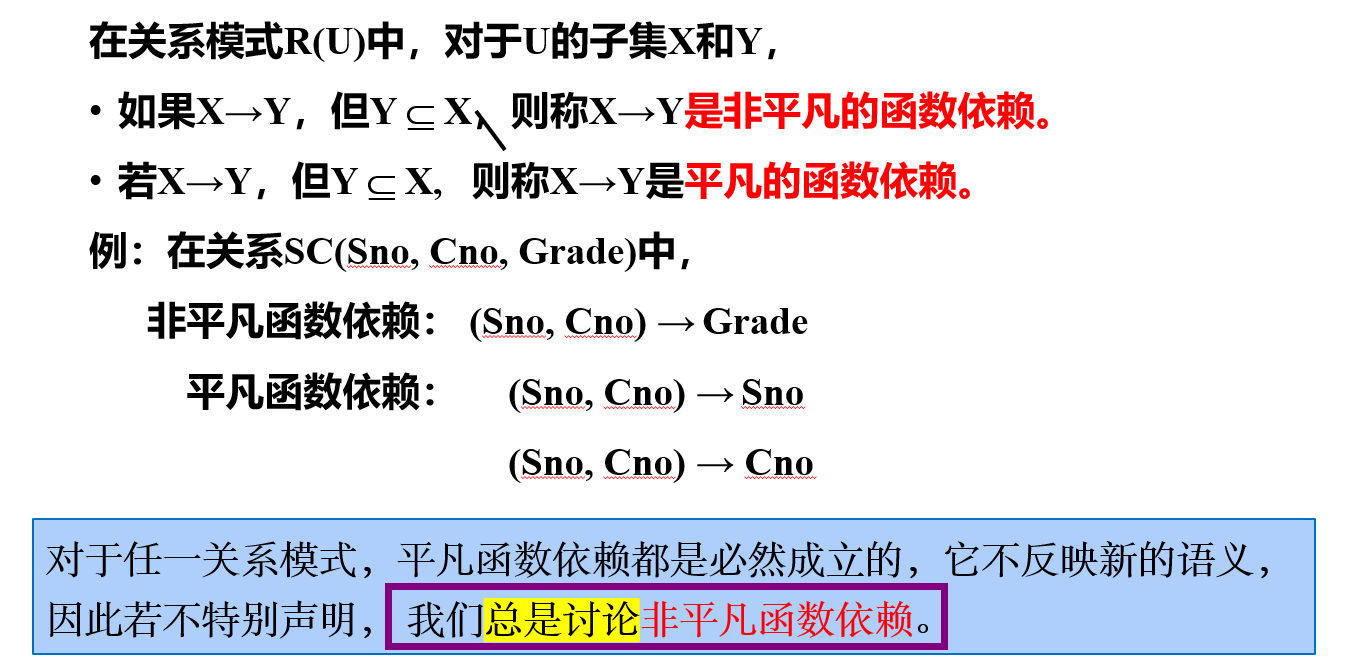 在关系模式R(U)中，对于U的子集X和Y，
• 如果X→Y，但Y ⊆ X，则称X→Y是非平凡的函数依赖。
• 若X→Y，但Y ⊆ X, 则称X→Y是平凡的函数依赖。
例：在关系SC(Sno, Cno, Grade)中，
非平凡函数依赖： (Sno, Cno) → Grade
平凡函数依赖： (Sno, Cno) → Sno
(Sno, Cno) → Cno
对于任一关系模式，平凡函数依赖都是必然成立的，它不反映新的语义，
因此若不特别声明， 我们总是讨论非平凡函数依赖。